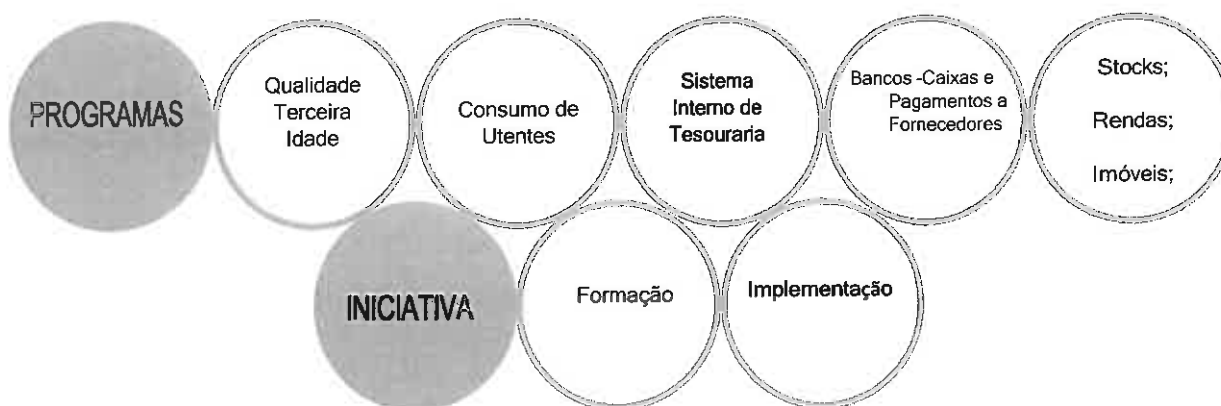 PROGRAMAS
Qualidade
Terceira
Idade
Consumo de
Utentes
Sistema
Interno de
Tesouraria
Bancos -Caixas e
Pagamentos a
Fornecedores
Stocks;
Rendas;
Imóveis;
INICIATIVA
Formação
Implementação